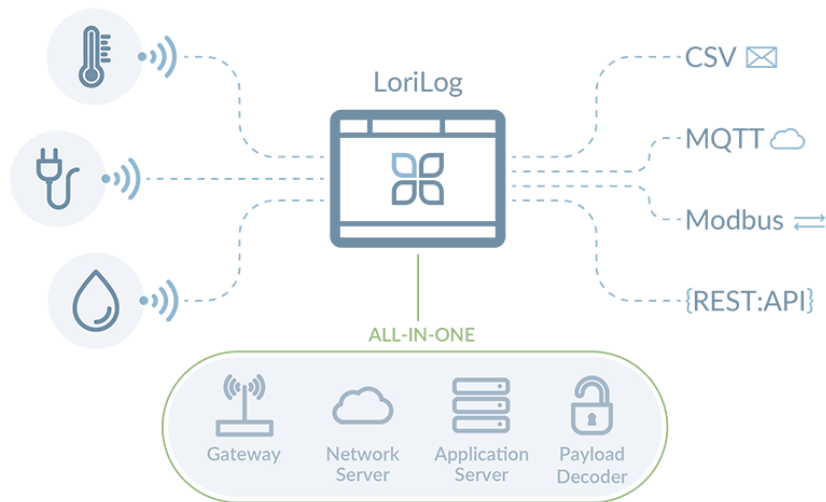 LoriLog
CSV
MQTT
Modbus
{REST:API}
ALL-IN-ONE
Gateway
Network
Server
Application
Server
Payload
Decoder